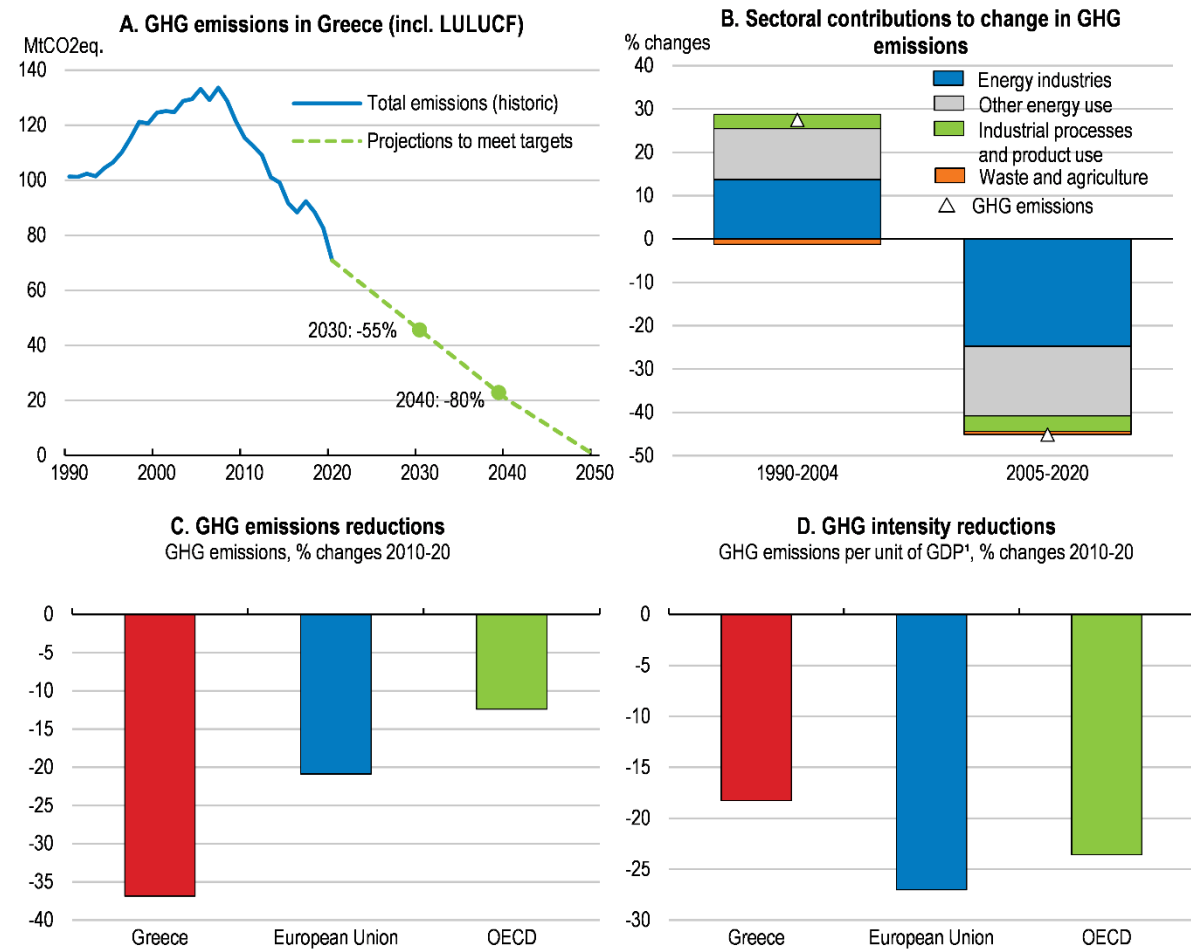 A. GHG emissions in Greece (incl. LULUCF)
MtCO2eq.
140
120
100
80
60
40
20
0
Total emissions (historic)
Projections to meet targets
2030: -55%
2040: -80%
1990
2000
2010
2020
2030
2040
2050
B. Sectoral contributions to change in GHG
emissions
% changes
40
30
20
10
0
-10
-20
-30
-40
-50
Energy industries
Other energy use
Industrial processes
and product use
Waste and agriculture
GHG emissions
1990-2004
2005-2020
C. GHG emissions reductions
GHG emissions, % changes 2010-20
0
-5
-10
-15
-20
-25
-30
-35
-40
Greece
European Union
OECD
D. GHG intensity reductions
GHG emissions per unit of GDP¹, % changes 2010-20
0
-5
-10
-15
-20
-25
-30
Greece
European Union
OECD